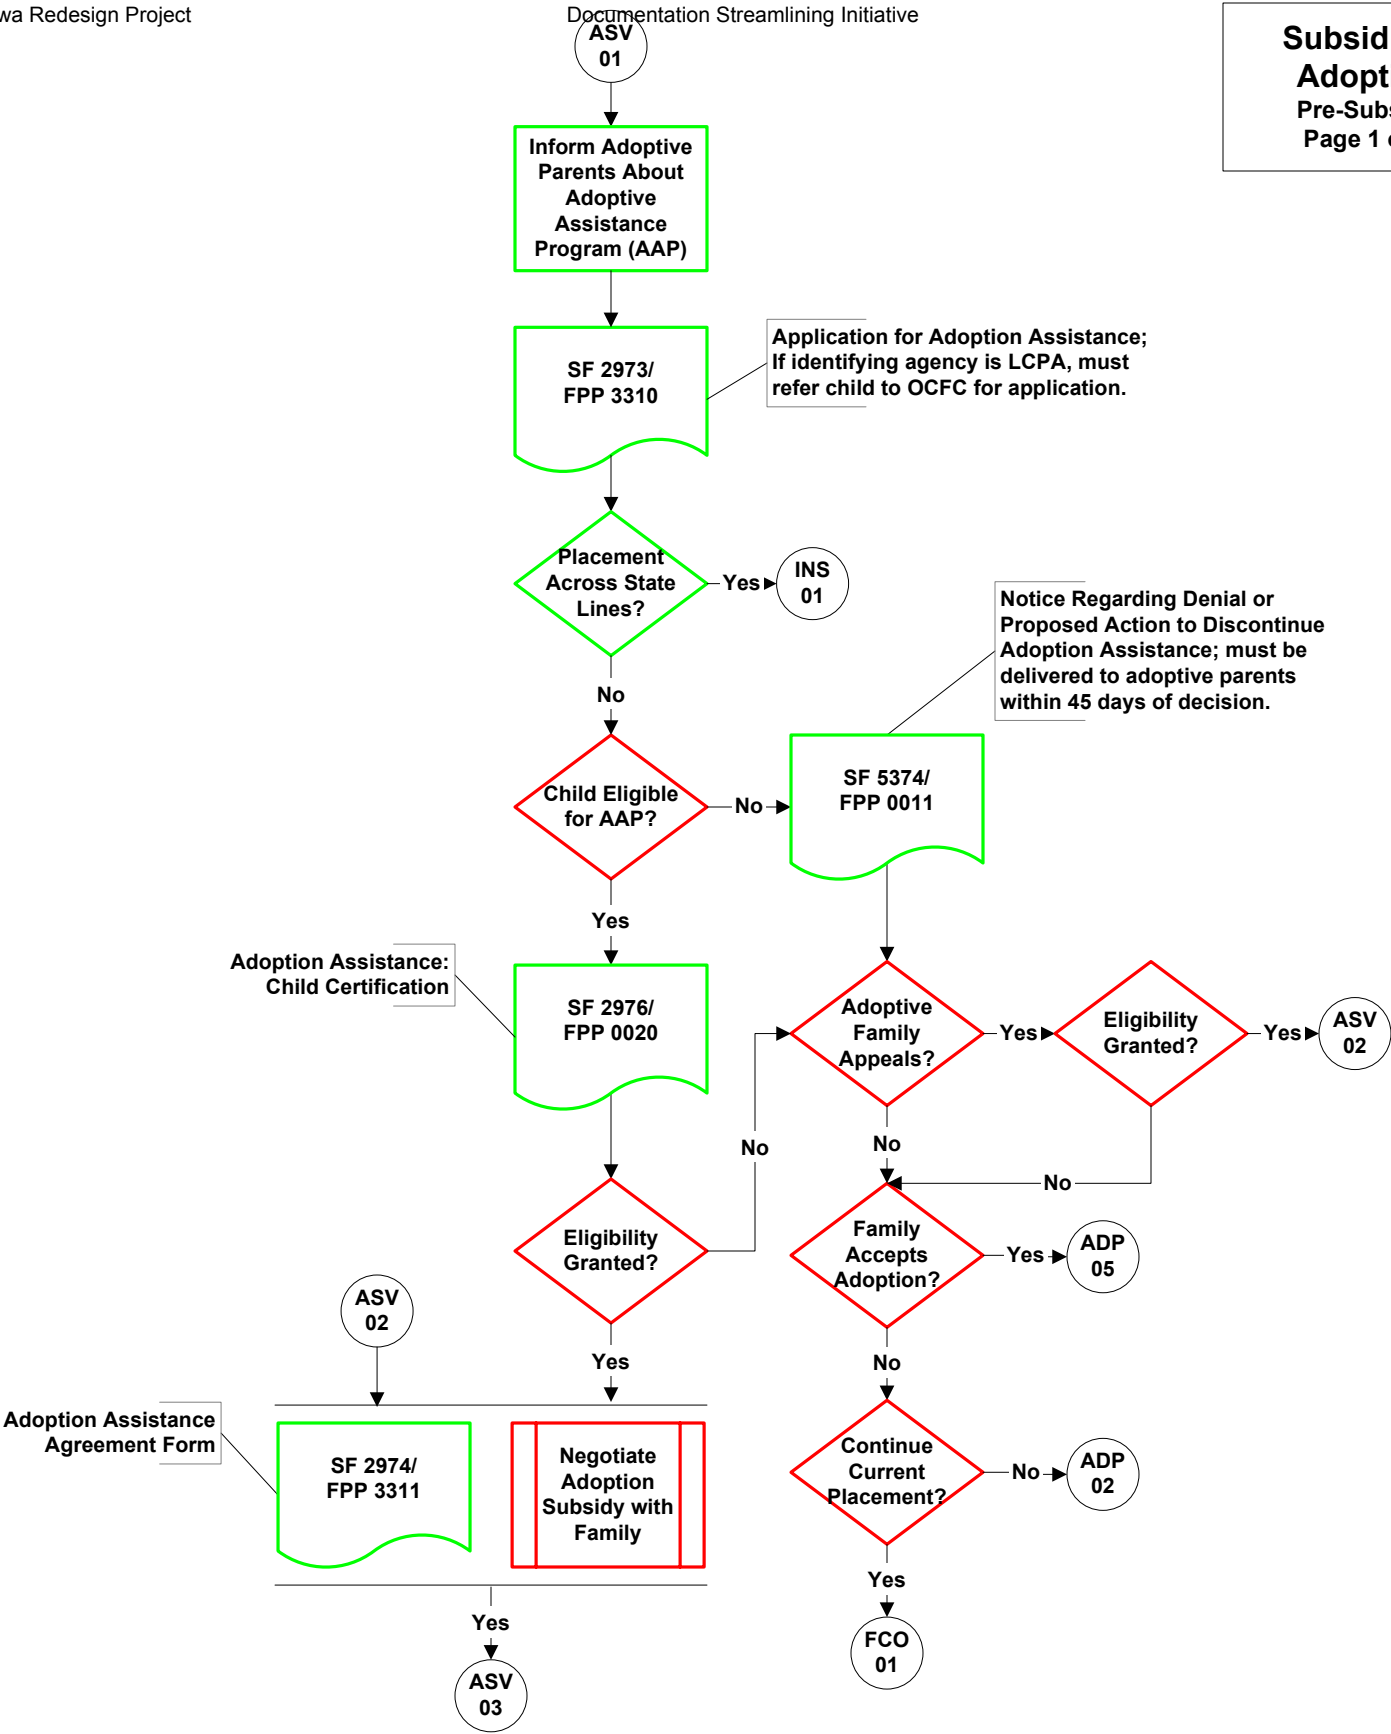 wa Redesign Project
Documentation Streamlining Initiative
Subsid
Adopt
Pre-Subs
Page 1
ASV
01
Inform Adoptive
Parents About
Adoptive
Assistance
Program (AAP)
SF 2973/
FPP 3310
Application for Adoption Assistance;
If identifying agency is LCPA, must
refer child to OCFC for application.
Placement
Across State
Lines?
Yes
INS
01
No
Notice Regarding Denial or
Proposed Action to Discontinue
Adoption Assistance; must be
delivered to adoptive parents
within 45 days of decision.
Child Eligible
for AAP?
No
SF 5374/
FPP 0011
Yes
Adoption Assistance:
Child Certification
SF 2976/
FPP 0020
Adoptive
Family
Appeals?
Yes
Eligibility
Granted?
Yes
ASV
02
No
No
No
Eligibility
Granted?
Family
Accepts
Adoption?
Yes
ADP
05
ASV
02
Yes
No
Adoption Assistance
Agreement Form
SF 2974/
FPP 3311
Negotiate
Adoption
Subsidy with
Family
Continue
Current
Placement?
No
ADP
02
Yes
Yes
ASV
03
FCO
01